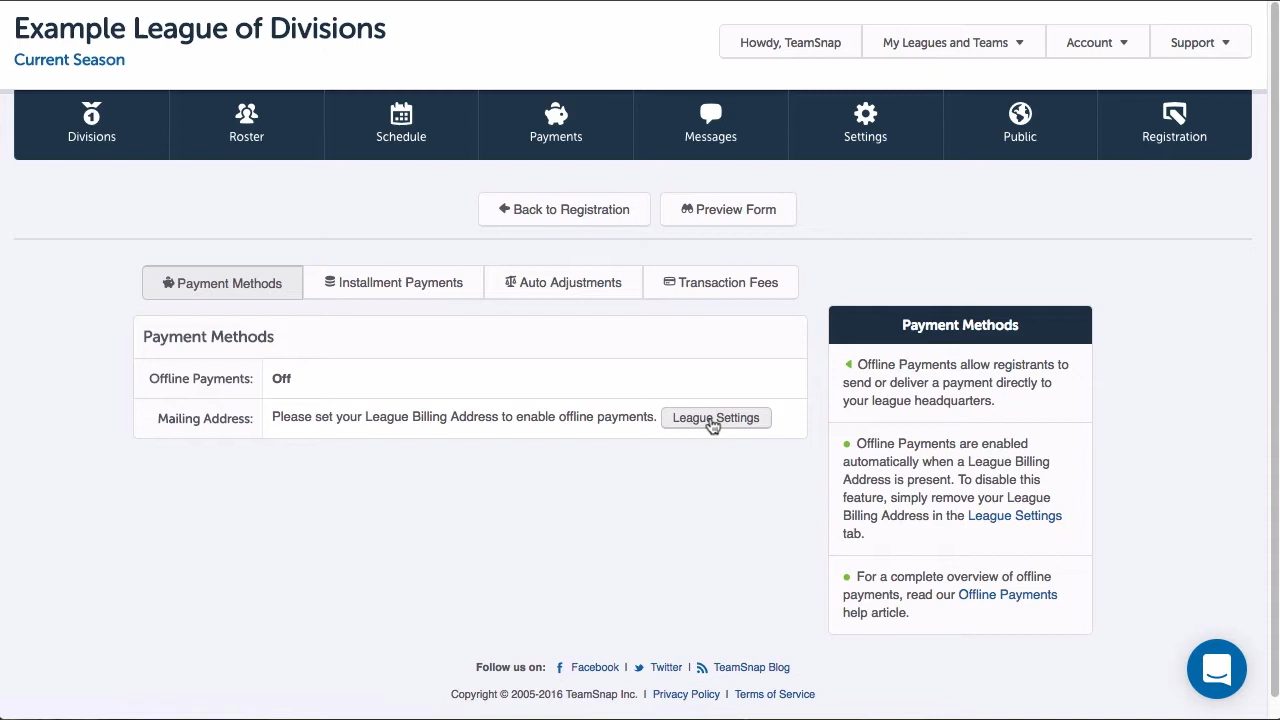 Example League of Divisions
Current Season
Howdy, TeamSnap
My Leagues and Teams
Account
Support
Divisions
Roster
Schedule
Payments
Messages
Settings
Public
Registration
Back to Registration
Preview Form
Payment Methods
Installment Payments
Auto Adjustments
Transaction Fees
Payment Methods
Offline Payments: Off
Mailing Address: Please set your League Billing Address to enable offline payments. League Settings
Payment Methods
Offline Payments allow registrants to
send or deliver a payment directly to
your league headquarters.
Offline Payments are enabled
automatically when a League Billing
Address is present. To disable this
feature, simply remove your League
Billing Address in the League Settings
tab.
For a complete overview of offline
payments, read our Offline Payments
help article.
Follow us on: Facebook | Twitter | TeamSnap Blog
Copyright © 2005-2016 TeamSnap Inc. | Privacy Policy | Terms of Service